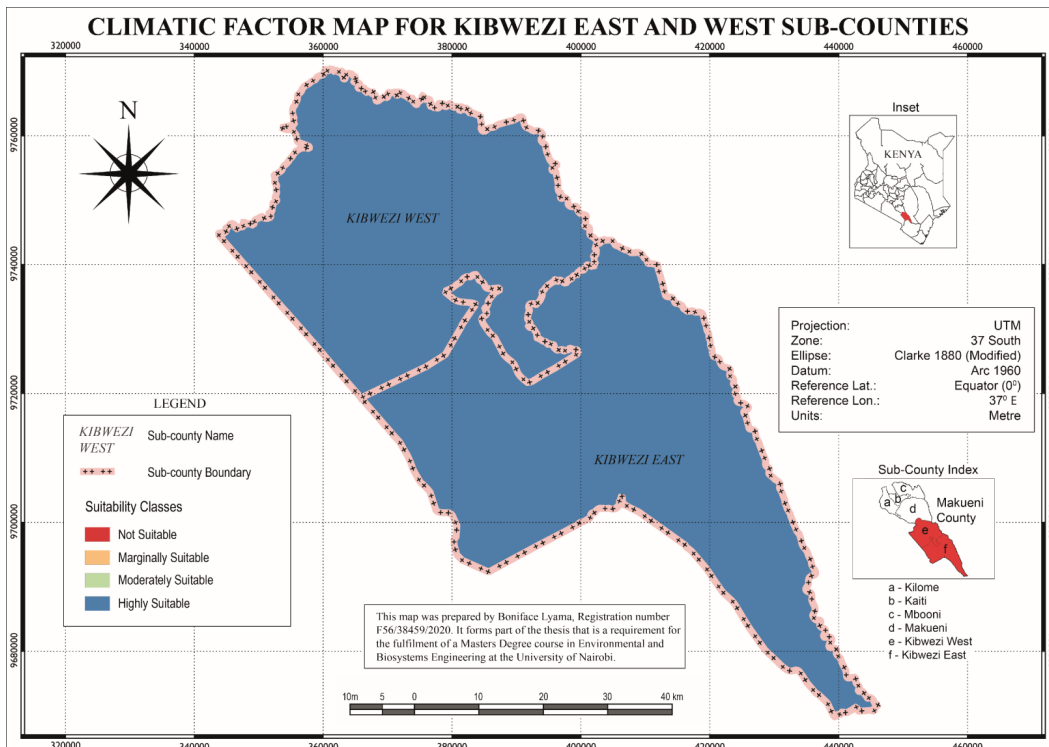 CLIMATIC FACTOR MAP FOR KIBWEZI EAST AND WEST SUB-COUNTIES
320000 340000 360000 380000 400000 420000 440000 460000
9760000
9740000
9720000
9700000
9680000
N
KIBWEZI WEST
KIBWEZI EAST
Inset
KENYA
Projection: UTM
Zone: 37 South
Ellipse: Clarke 1880 (Modified)
Datum: Arc 1960
Reference Lat.: Equator (0⁰)
Reference Lon.: 37⁰ E
Units: Metre
LEGEND
KIBWEZI
WEST
Sub-county Name
Sub-county Boundary
Suitability Classes
Not Suitable
Marginally Suitable
Moderately Suitable
Highly Suitable
Sub-County Index
Makueni
County
a
b
c
d
e
f
a - Kilome
b - Kaiti
c - Mbooni
d - Makueni
e - Kibwezi West
f - Kibwezi East
This map was prepared by Boniface Lyama, Registration number
F56/38459/2020. It forms part of the thesis that is a requirement for
the fulfilment of a Masters Degree course in Environmental and
Biosystems Engineering at the University of Nairobi.
10m 5 0 10 20 30 40 km
320000 340000 360000 380000 400000 420000 440000 460000